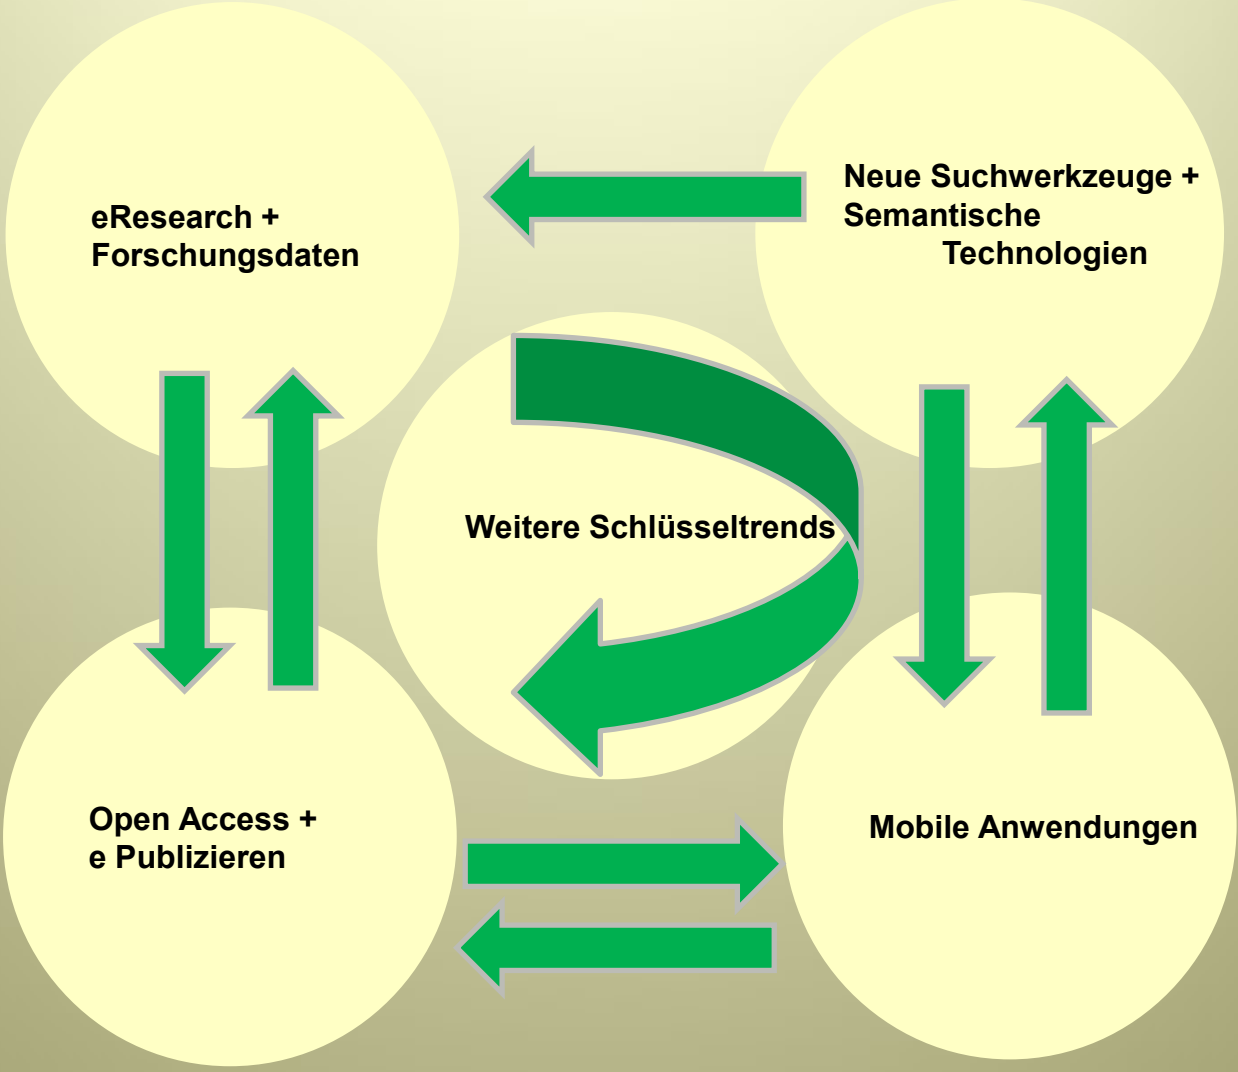 eResearch +
Forschungsdaten
Neue Suchwerkzeuge +
Semantische
Technologien
Weitere Schlüsseltrends
Open Access +
e Publizieren
Mobile Anwendungen